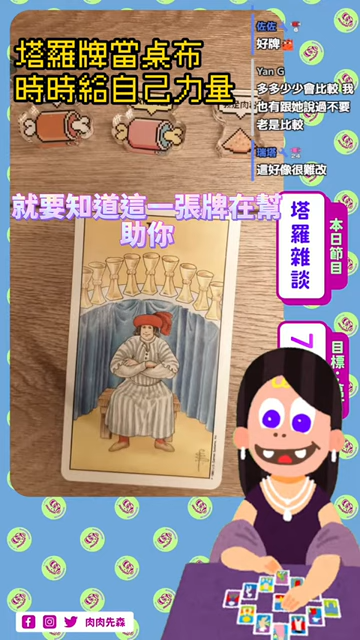 塔羅牌當桌布
時時給自己力量
佐佐
好牌
Yan G
多多少少會比較 我
也有跟她說過不要
老是比較
瑞塔
這好像很難改
就要知道這一張牌在幫
助你
本日節目
塔羅雜談
目標:
7
肉肉先森